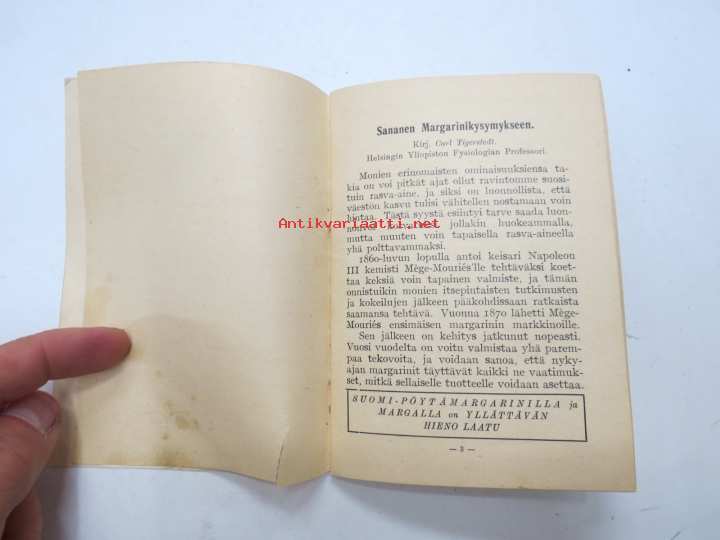 Sananen Margarinikysymykseen.
Kirj. Carl Tigerstedt.
Helsingin Yliopiston Fysiologian Professori.
Monien erinomaisten ominaisuuksiensa ta-
kia on voi pitkät ajat ollut ravintomme suosi-
tuin rasva-aine, ja siksi on luonnollista, että
väestön kasvu tulisi vähitellen nostamaan voin
hintaa. Tästä syystä esiintyi tarve saada luon-
Antikvariaatti.net
jollakin huokeammalla,
mutta muuten voin tapaisella rasva-aineella
yhä polttavammaksi.
1860-luvun lopulla antoi keisari Napoleon
III kemisti Mège-Mouriés'lle tehtäväksi koet-
taa keksiä voin tapainen valmiste, ja tämän
onnistuikin monien itsepintaisten tutkimusten
ja kokeilujen jälkeen pääkohdissaan ratkaista
saamansa tehtävä. Vuonna 1870 lähetti Mège-
Mouriés ensimäisen margarinin markkinoille.
Sen jälkeen on kehitys jatkunut nopeasti.
Vuosi vuodelta on voitu valmistaa yhä parem-
paa tekovoita, ja voidaan sanoa, että nyky-
ajan margarinit täyttävät kaikki ne vaatimuk-
set, mitkä sellaiselle tuotteelle voidaan asettaa.
SUOMI-PÖYTÄMARGARINILLA ja
MARGALLA on YLLÄTTÄVÄN
HIENO LAATU
— 3 —